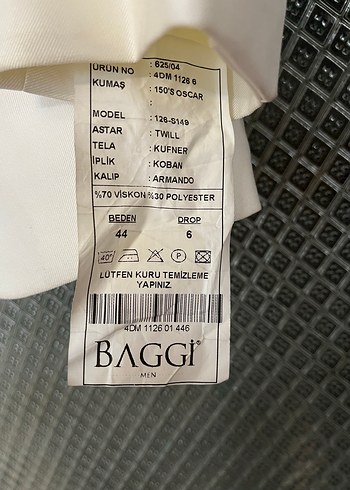 ÜRÜN NO : 625/04
: 4DM 1126 6
KUMAŞ : 150'S OSCAR
:
MODEL : 126-S149
ASTAR : TWILL
TELA : KUFNER
İPLİK : KOBAN
KALIP : ARMANDO
%70 VİSKON %30 POLYESTER
BEDEN DROP
44 6
40° P
LÜTFEN KURU TEMİZLEME
YAPINIZ.
4DM 1126 01 446
BAGGİ®
MEN